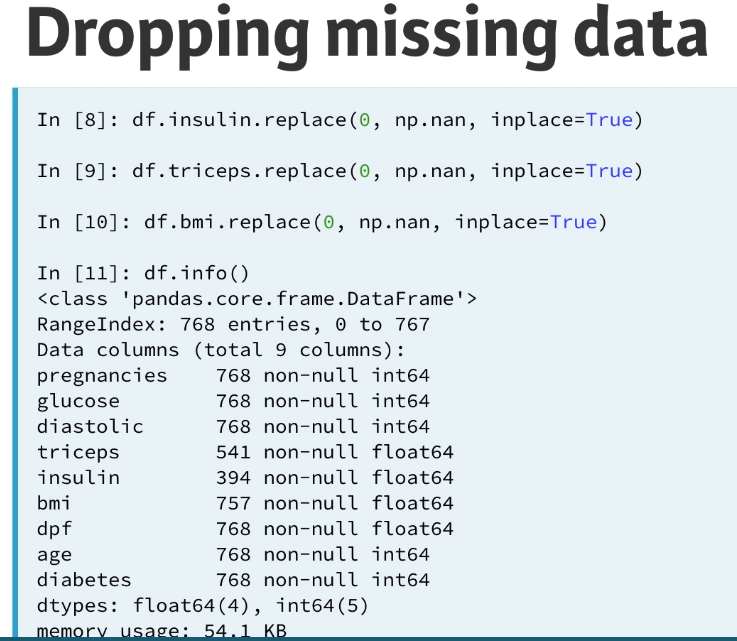 Dropping missing data
In [8]: df.insulin.replace(0, np.nan, inplace=True)
In [9]: df.triceps.replace(0, np.nan, inplace=True)
In [10]: df.bmi.replace(0, np.nan, inplace=True)
In [11]: df.info()
<class 'pandas.core.frame.DataFrame'>
RangeIndex: 768 entries, 0 to 767
Data columns (total 9 columns):
pregnancies    768 non-null int64
glucose        768 non-null int64
diastolic      768 non-null int64
triceps        541 non-null float64
insulin        394 non-null float64
bmi            757 non-null float64
dpf            768 non-null float64
age            768 non-null int64
diabetes       768 non-null int64
dtypes: float64(4), int64(5)
memory usage: 54.1 KB